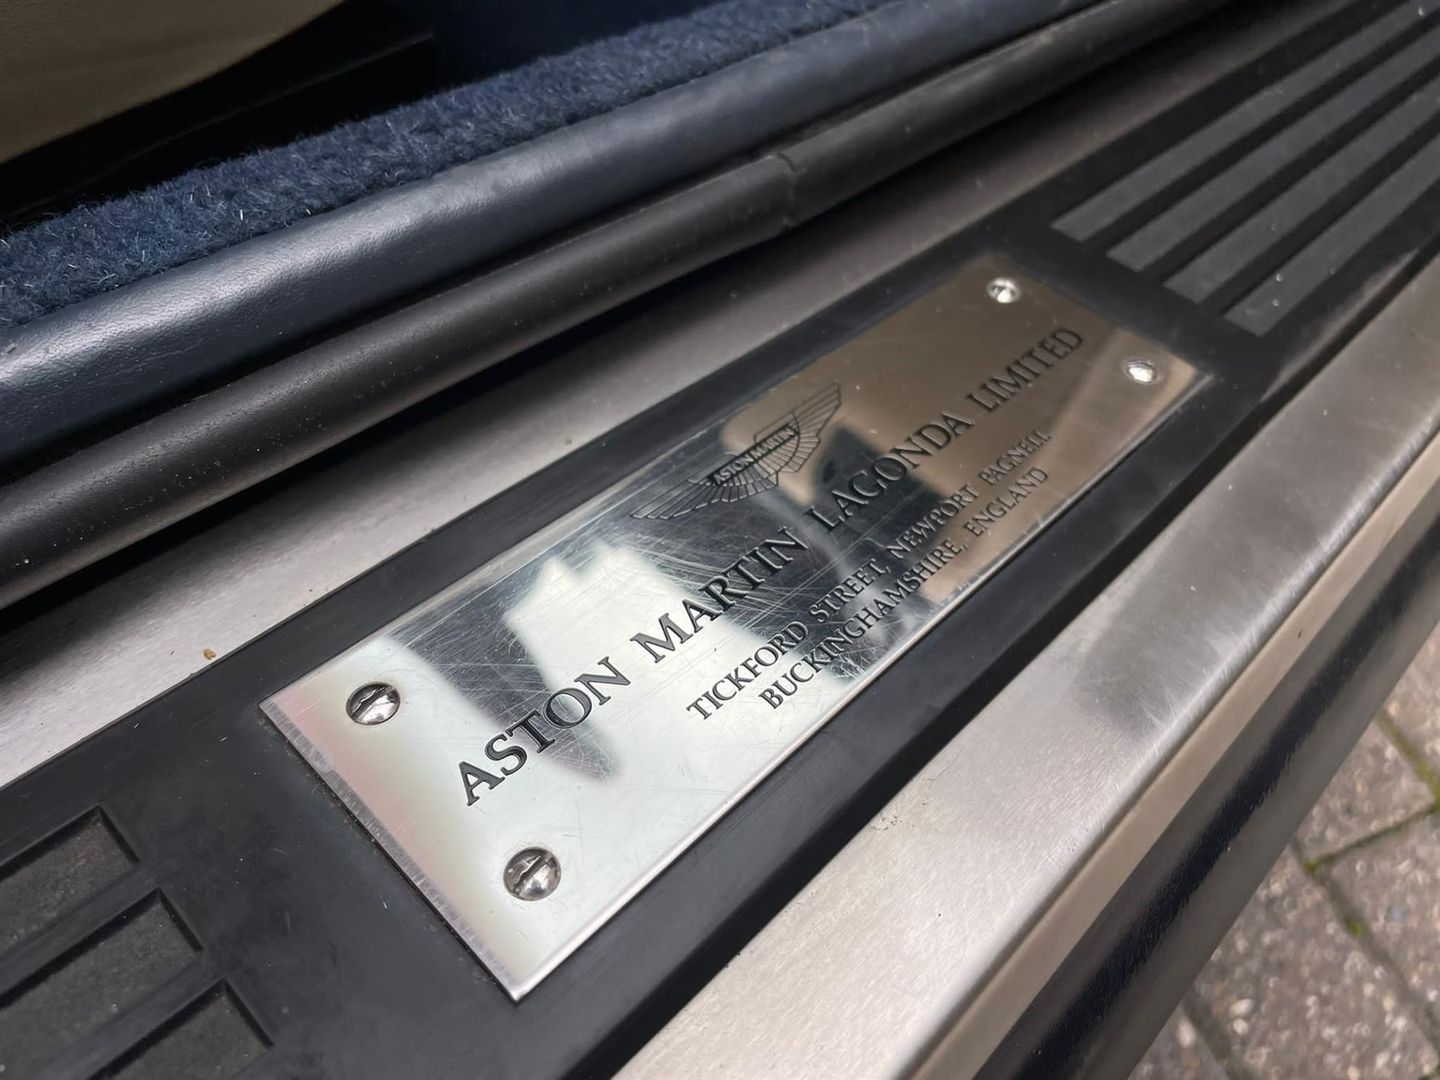 ASTON MARTIN
ASTON MARTIN LAGONDA LIMITED
TICKFORD STREET, NEWPORT PAGNELL
BUCKINGHAMSHIRE, ENGLAND